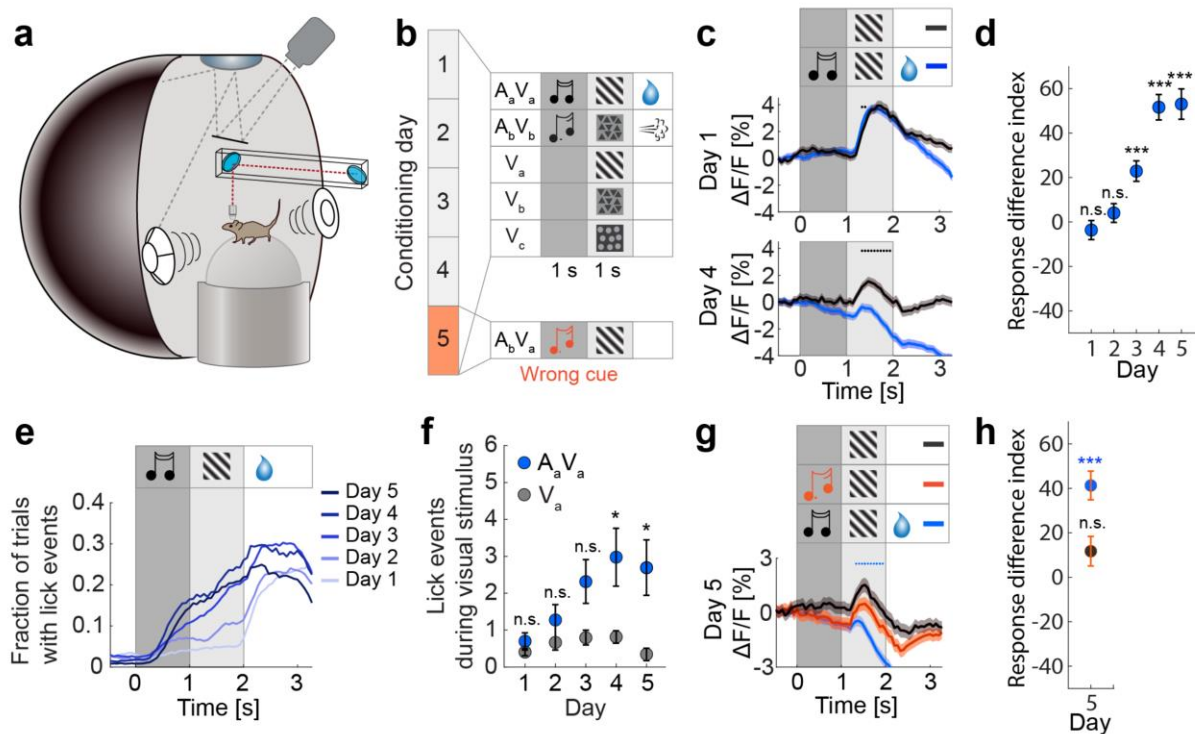 a
b
Conditioning day
1
2
3
4
5
AaVa
AbVb
Va
Vb
Vc
1 s 1 s
AbVa
Wrong cue
c
Day 1
ΔF/F [%]
4
2
0
-2
-4
0 1 2 3
Day 4
ΔF/F [%]
4
2
0
-2
-4
0 1 2 3
Time [s]
d
Response difference index
60
40
20
0
-20
-40
n.s.
n.s.
***
***
***
1 2 3 4 5
Day
e
Fraction of trials
with lick events
0.4
0.3
0.2
0.1
0
Day 5
Day 4
Day 3
Day 2
Day 1
0 1 2 3
Time [s]
f
Lick events
during visual stimulus
6
5
4
3
2
1
0
AaVa
Va
n.s.
n.s.
n.s.
*
*
1 2 3 4 5
Day
g
Day 5
ΔF/F [%]
3
0
-3
0 1 2 3
Time [s]
h
Response difference index
60
40
20
0
-20
-40
***
n.s.
5
Day